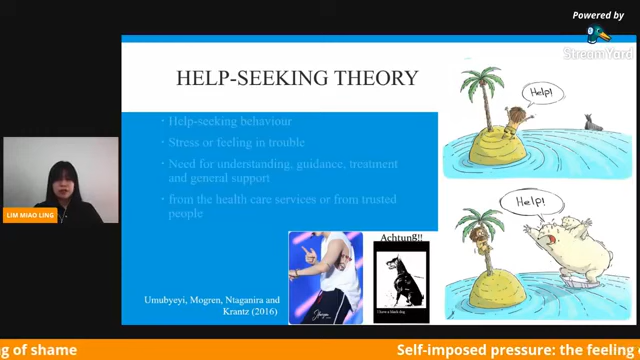 Powered by
StreamYard
HELP-SEEKING THEORY
• Help-seeking behaviour
• Stress or feeling in trouble
• Need for understanding, guidance, treatment
and general support
• from the health care services or from trusted
people
Help!
Help!
Achtung!!
I have a black dog
Umubyeyi, Mogren, Ntaganira and
Krantz (2016)
LIM MIAO LING
ng of shame
Self-imposed pressure: the feeling o